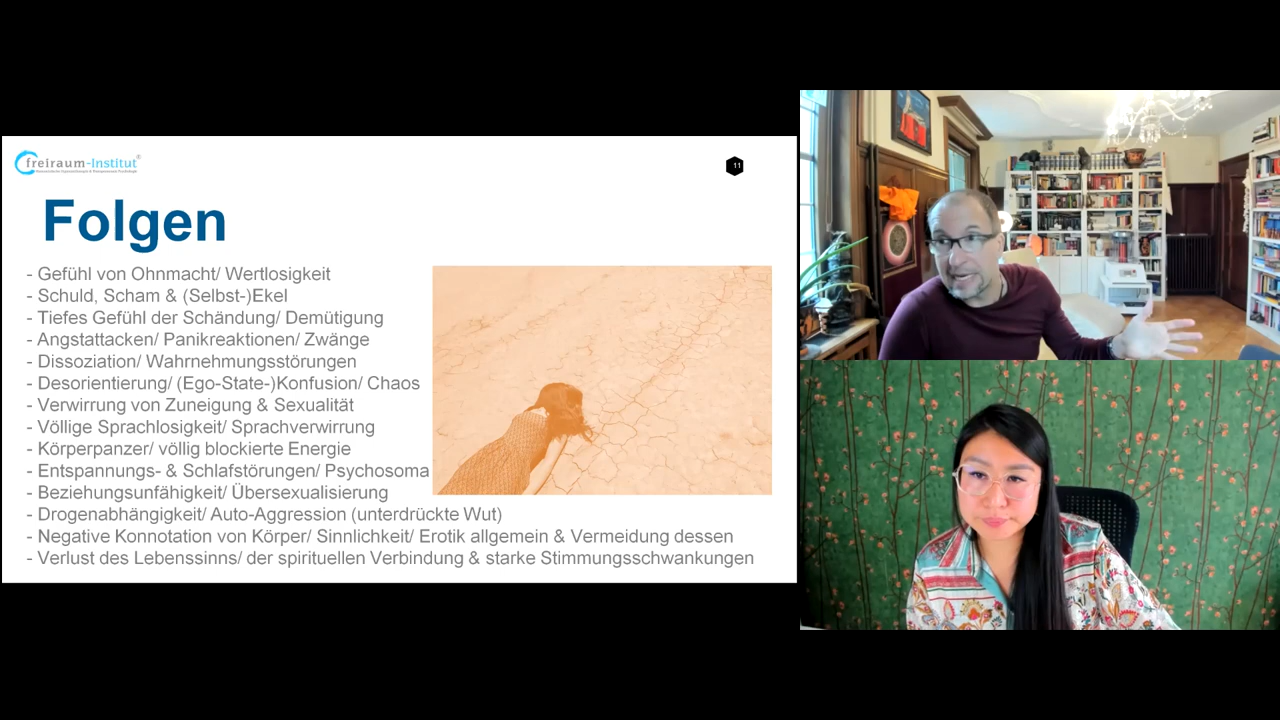 freiraum-Institut®
11
Folgen
- Gefühl von Ohnmacht/ Wertlosigkeit
- Schuld, Scham & (Selbst-)Ekel
- Tiefes Gefühl der Schändung/ Demütigung
- Angstattacken/ Panikreaktionen/ Zwänge
- Dissoziation/ Wahrnehmungsstörungen
- Desorientierung/ (Ego-State-)Konfusion/ Chaos
- Verwirrung von Zuneigung & Sexualität
- Völlige Sprachlosigkeit/ Sprachverwirrung
- Körperpanzer/ völlig blockierte Energie
- Entspannungs- & Schlafstörungen/ Psychosoma
- Beziehungsunfähigkeit/ Übersexualisierung
- Drogenabhängigkeit/ Auto-Aggression (unterdrückte Wut)
- Negative Konnotation von Körper/ Sinnlichkeit/ Erotik allgemein & Vermeidung dessen
- Verlust des Lebenssinns/ der spirituellen Verbindung & starke Stimmungsschwankungen